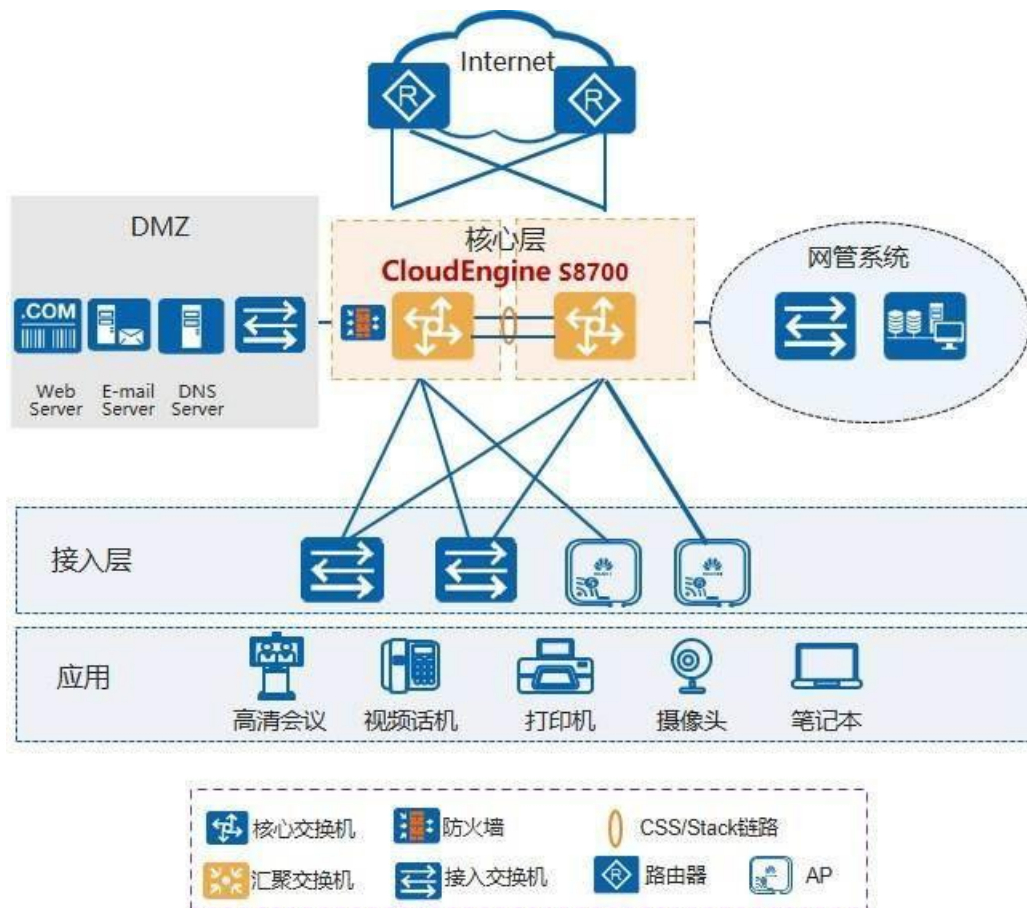 Internet
R
R
DMZ
核心层
CloudEngine S8700
网管系统
.COM
Web
Server
E-mail
Server
DNS
Server
接入层
应用
高清会议
视频话机
打印机
摄像头
笔记本
核心交换机
防火墙
CSS/Stack链路
汇聚交换机
接入交换机
R
路由器
AP